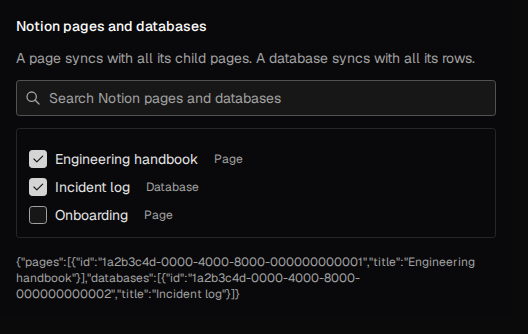 Notion pages and databases
A page syncs with all its child pages. A database syncs with all its rows.
Search Notion pages and databases
Engineering handbook Page
Incident log Database
Onboarding Page
{"pages":[{"id":"1a2b3c4d-0000-4000-8000-000000000001","title":"Engineering
handbook"}],"databases":[{"id":"1a2b3c4d-0000-4000-8000-
000000000002","title":"Incident log"}]}